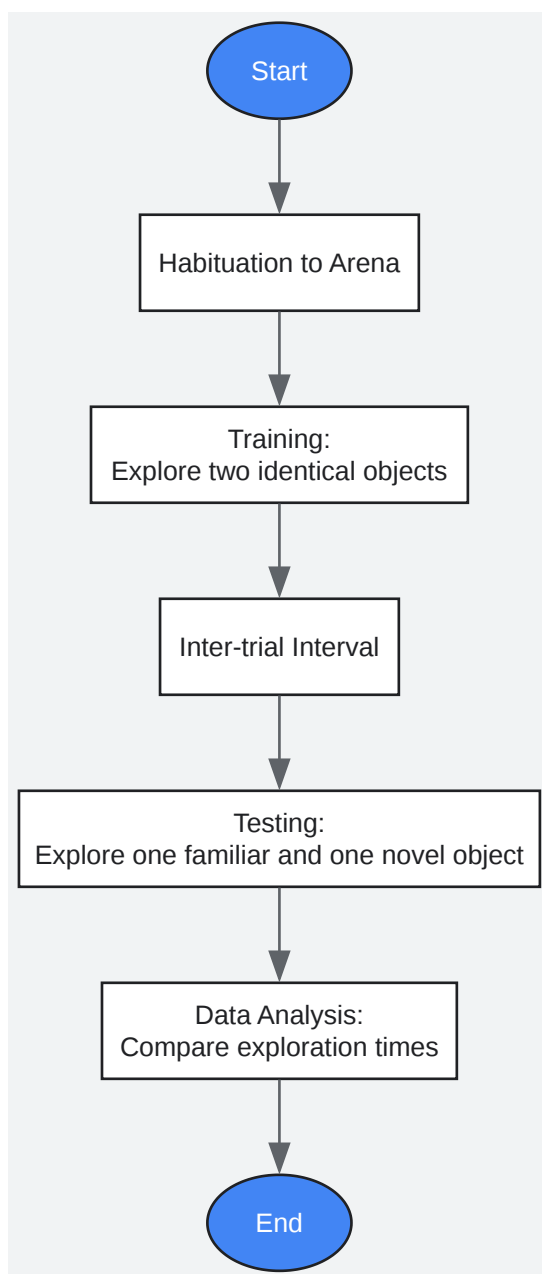 Start
Habituation to Arena
Training:
Explore two identical objects
Inter-trial Interval
Testing:
Explore one familiar and one novel object
Data Analysis:
Compare exploration times
End